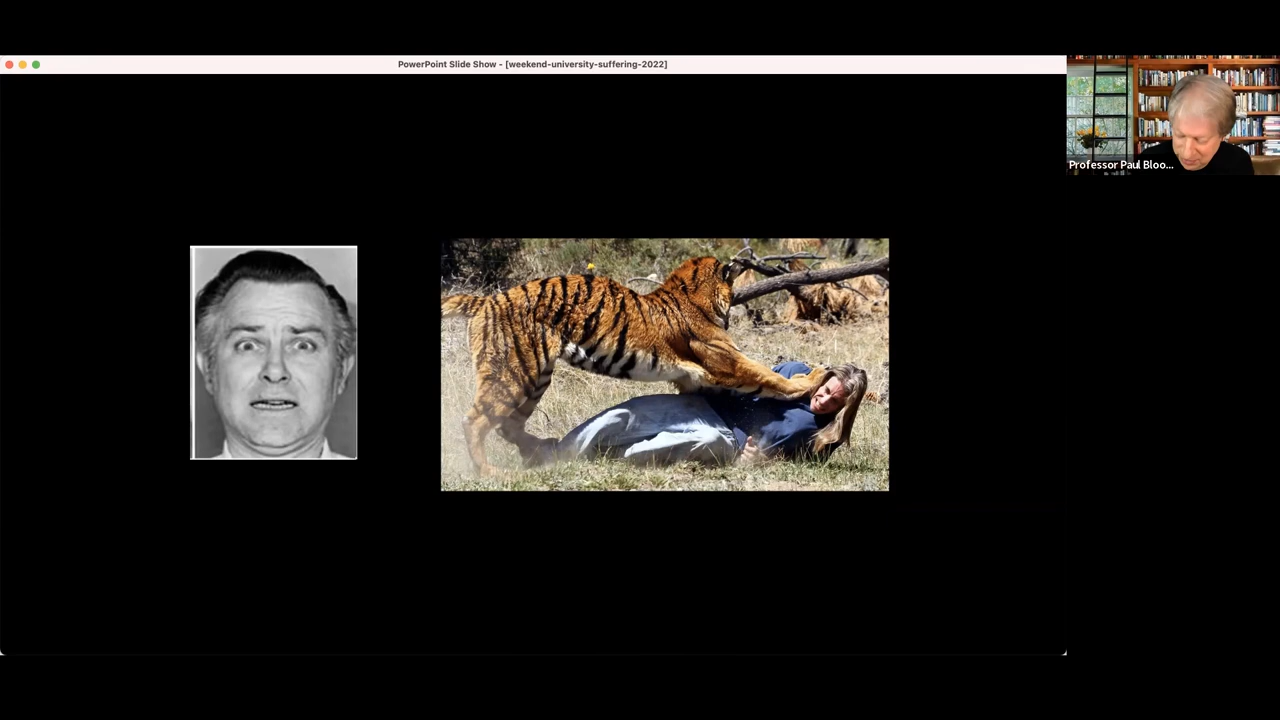 PowerPoint Slide Show - [weekend-university-suffering-2022]
Professor Paul Bloo...